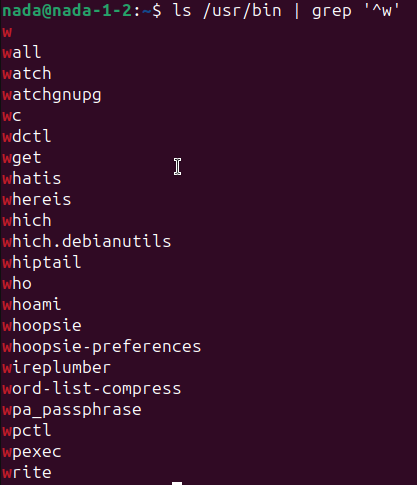 nada@nada-1-2:~$ ls /usr/bin | grep '^w'
w
wall
watch
watchgnupg
wc
wdctl
wget
whatis
whereis
which
which.debianutils
whiptail
who
whoami
whoopsie
whoopsie-preferences
wireplumber
word-list-compress
wpa_passphrase
wpctl
wpexec
write